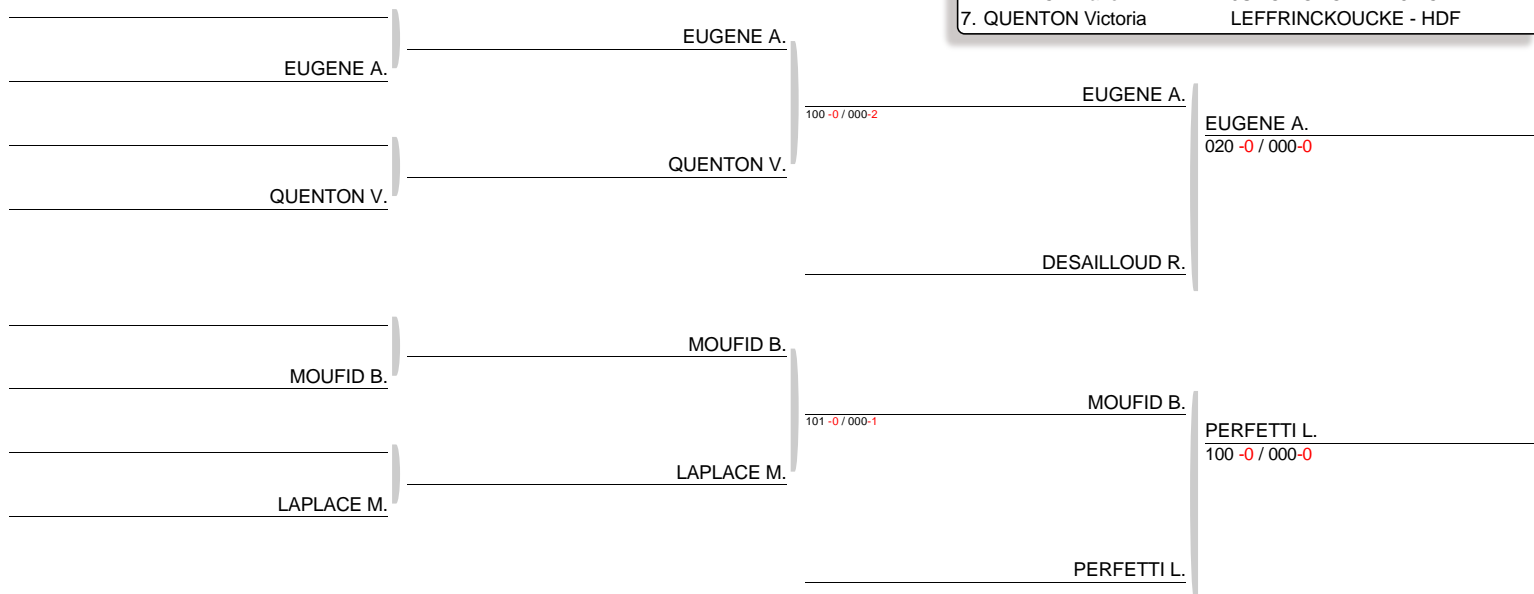 7. QUENTON Victoria LEFFRINCKOUCKE - HDF
EUGENE A.
EUGENE A.
EUGENE A.
100 -0 / 000-2
EUGENE A.
020 -0 / 000-0
QUENTON V.
QUENTON V.
DESAILLOUD R.
MOUFID B.
MOUFID B.
MOUFID B.
101 -0 / 000-1
PERFETTI L.
100 -0 / 000-0
LAPLACE M.
LAPLACE M.
PERFETTI L.